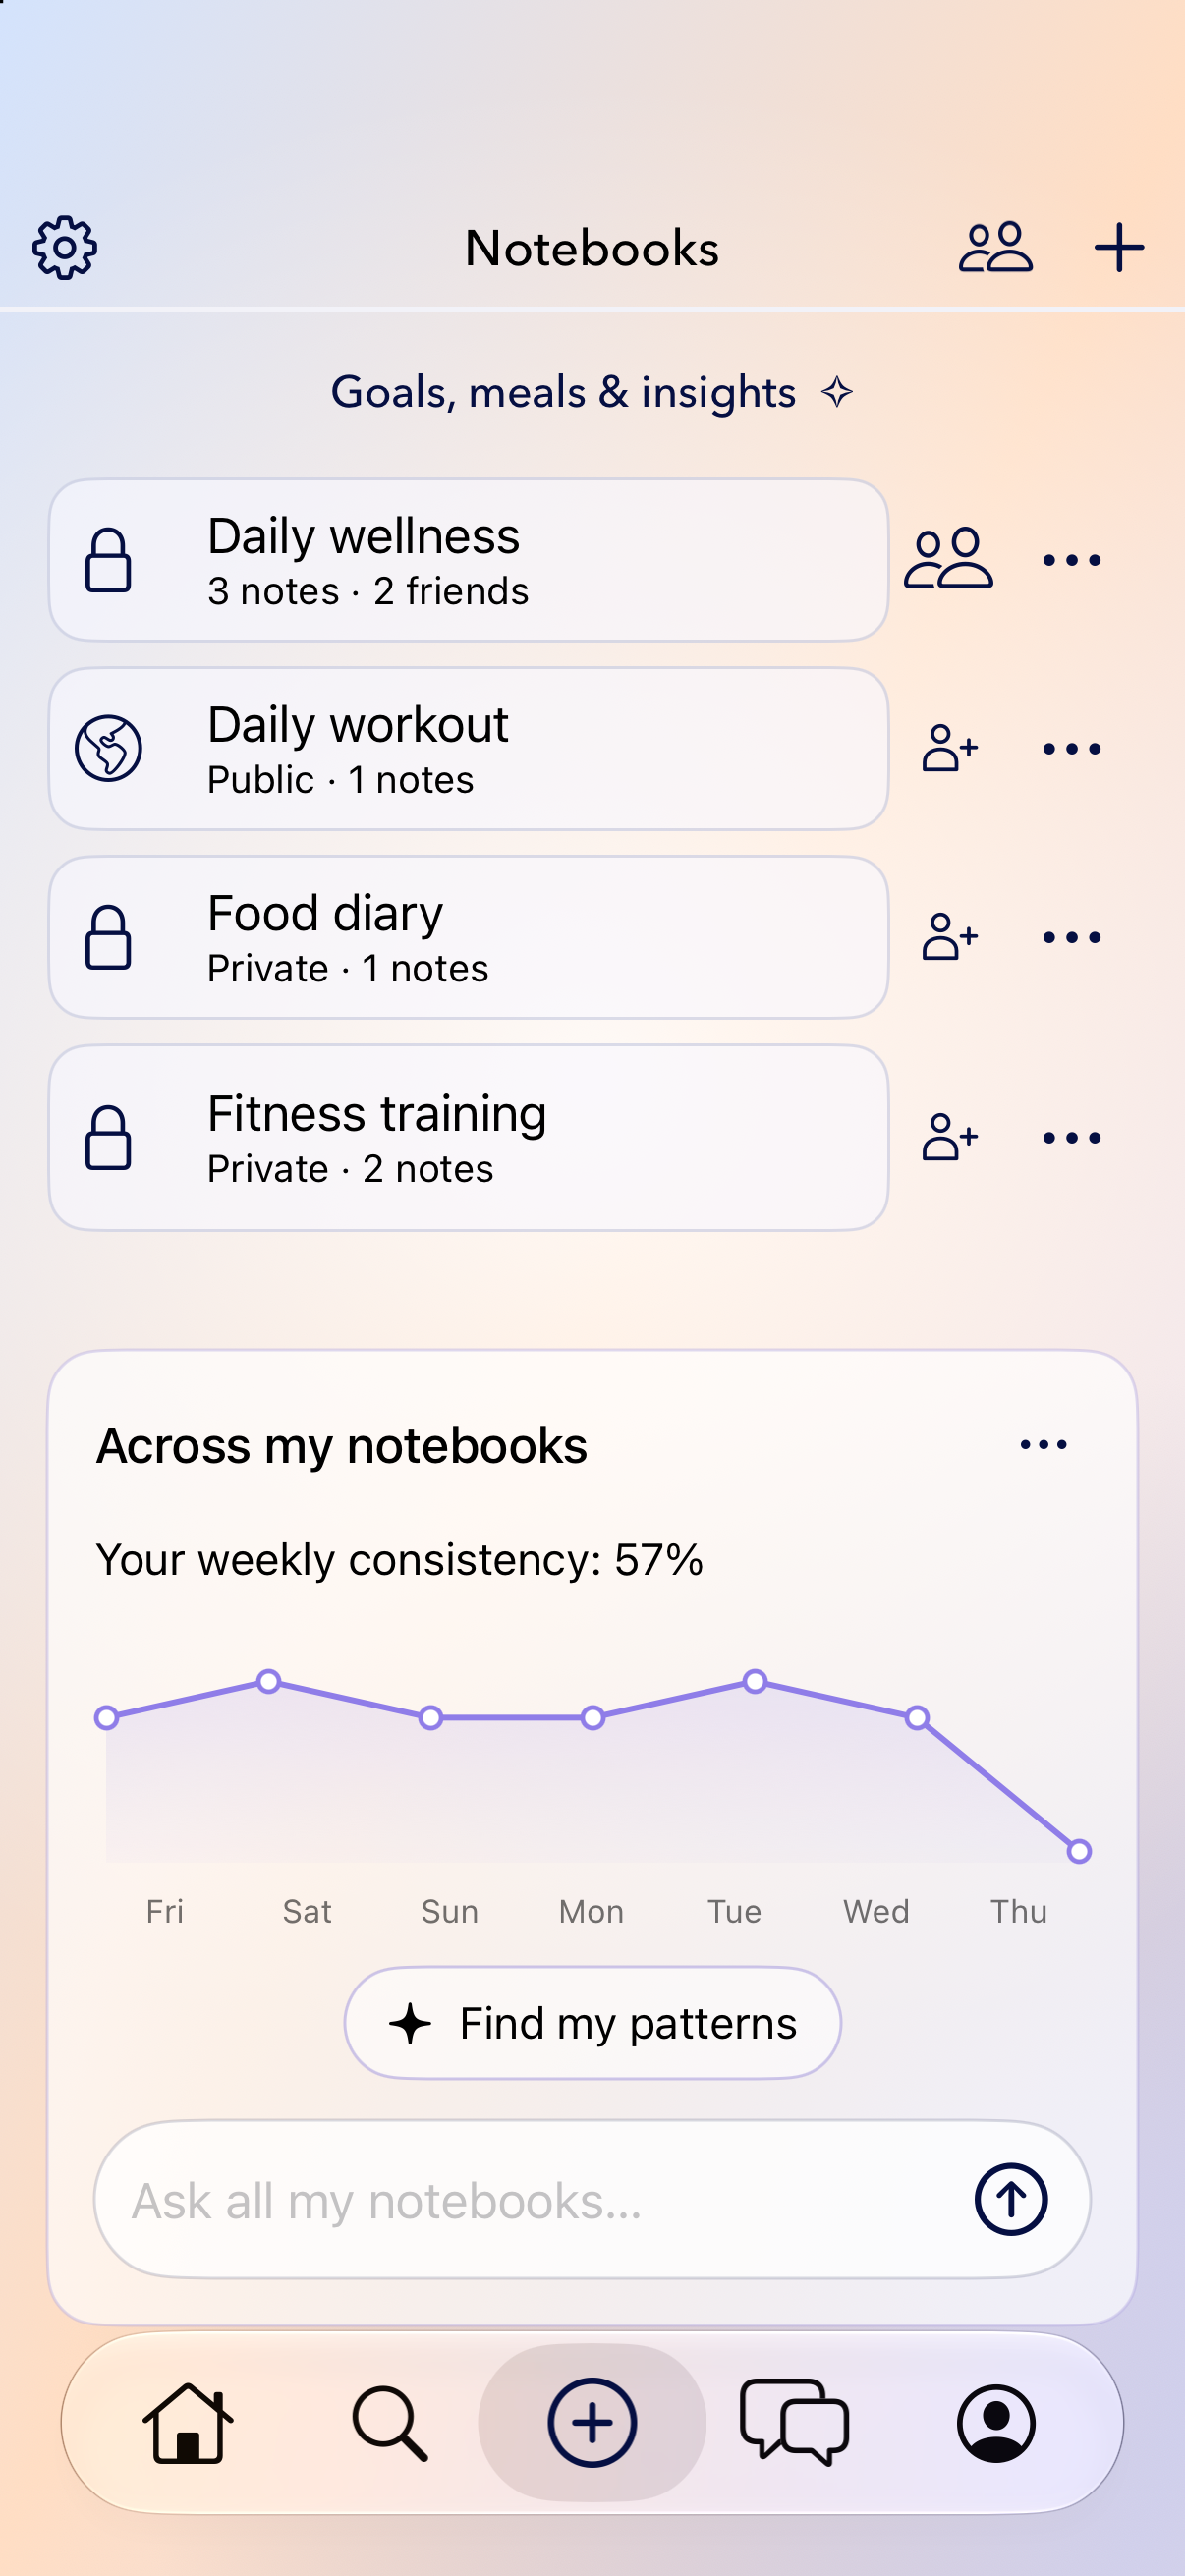 Notebooks
Goals, meals & insights
Daily wellness
3 notes · 2 friends
Daily workout
Public · 1 notes
Food diary
Private · 1 notes
Fitness training
Private · 2 notes
Across my notebooks
Your weekly consistency: 57%
Fri Sat Sun Mon Tue Wed Thu
Find my patterns
Ask all my notebooks...